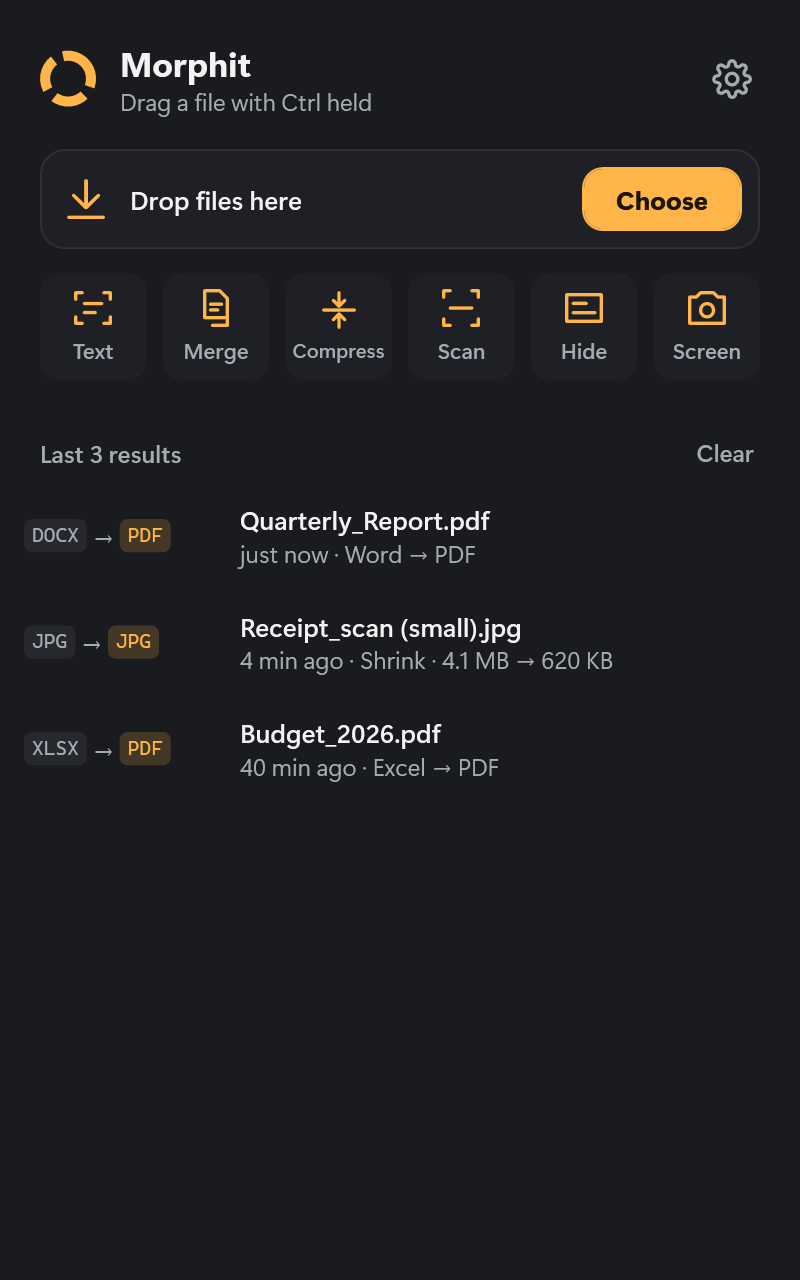 Morphit
Drag a file with Ctrl held
Drop files here
Choose
Text
Merge
Compress
Scan
Hide
Screen
Last 3 results
Clear
DOCX → PDF
Quarterly_Report.pdf
just now · Word → PDF
JPG → JPG
Receipt_scan (small).jpg
4 min ago · Shrink · 4.1 MB → 620 KB
XLSX → PDF
Budget_2026.pdf
40 min ago · Excel → PDF